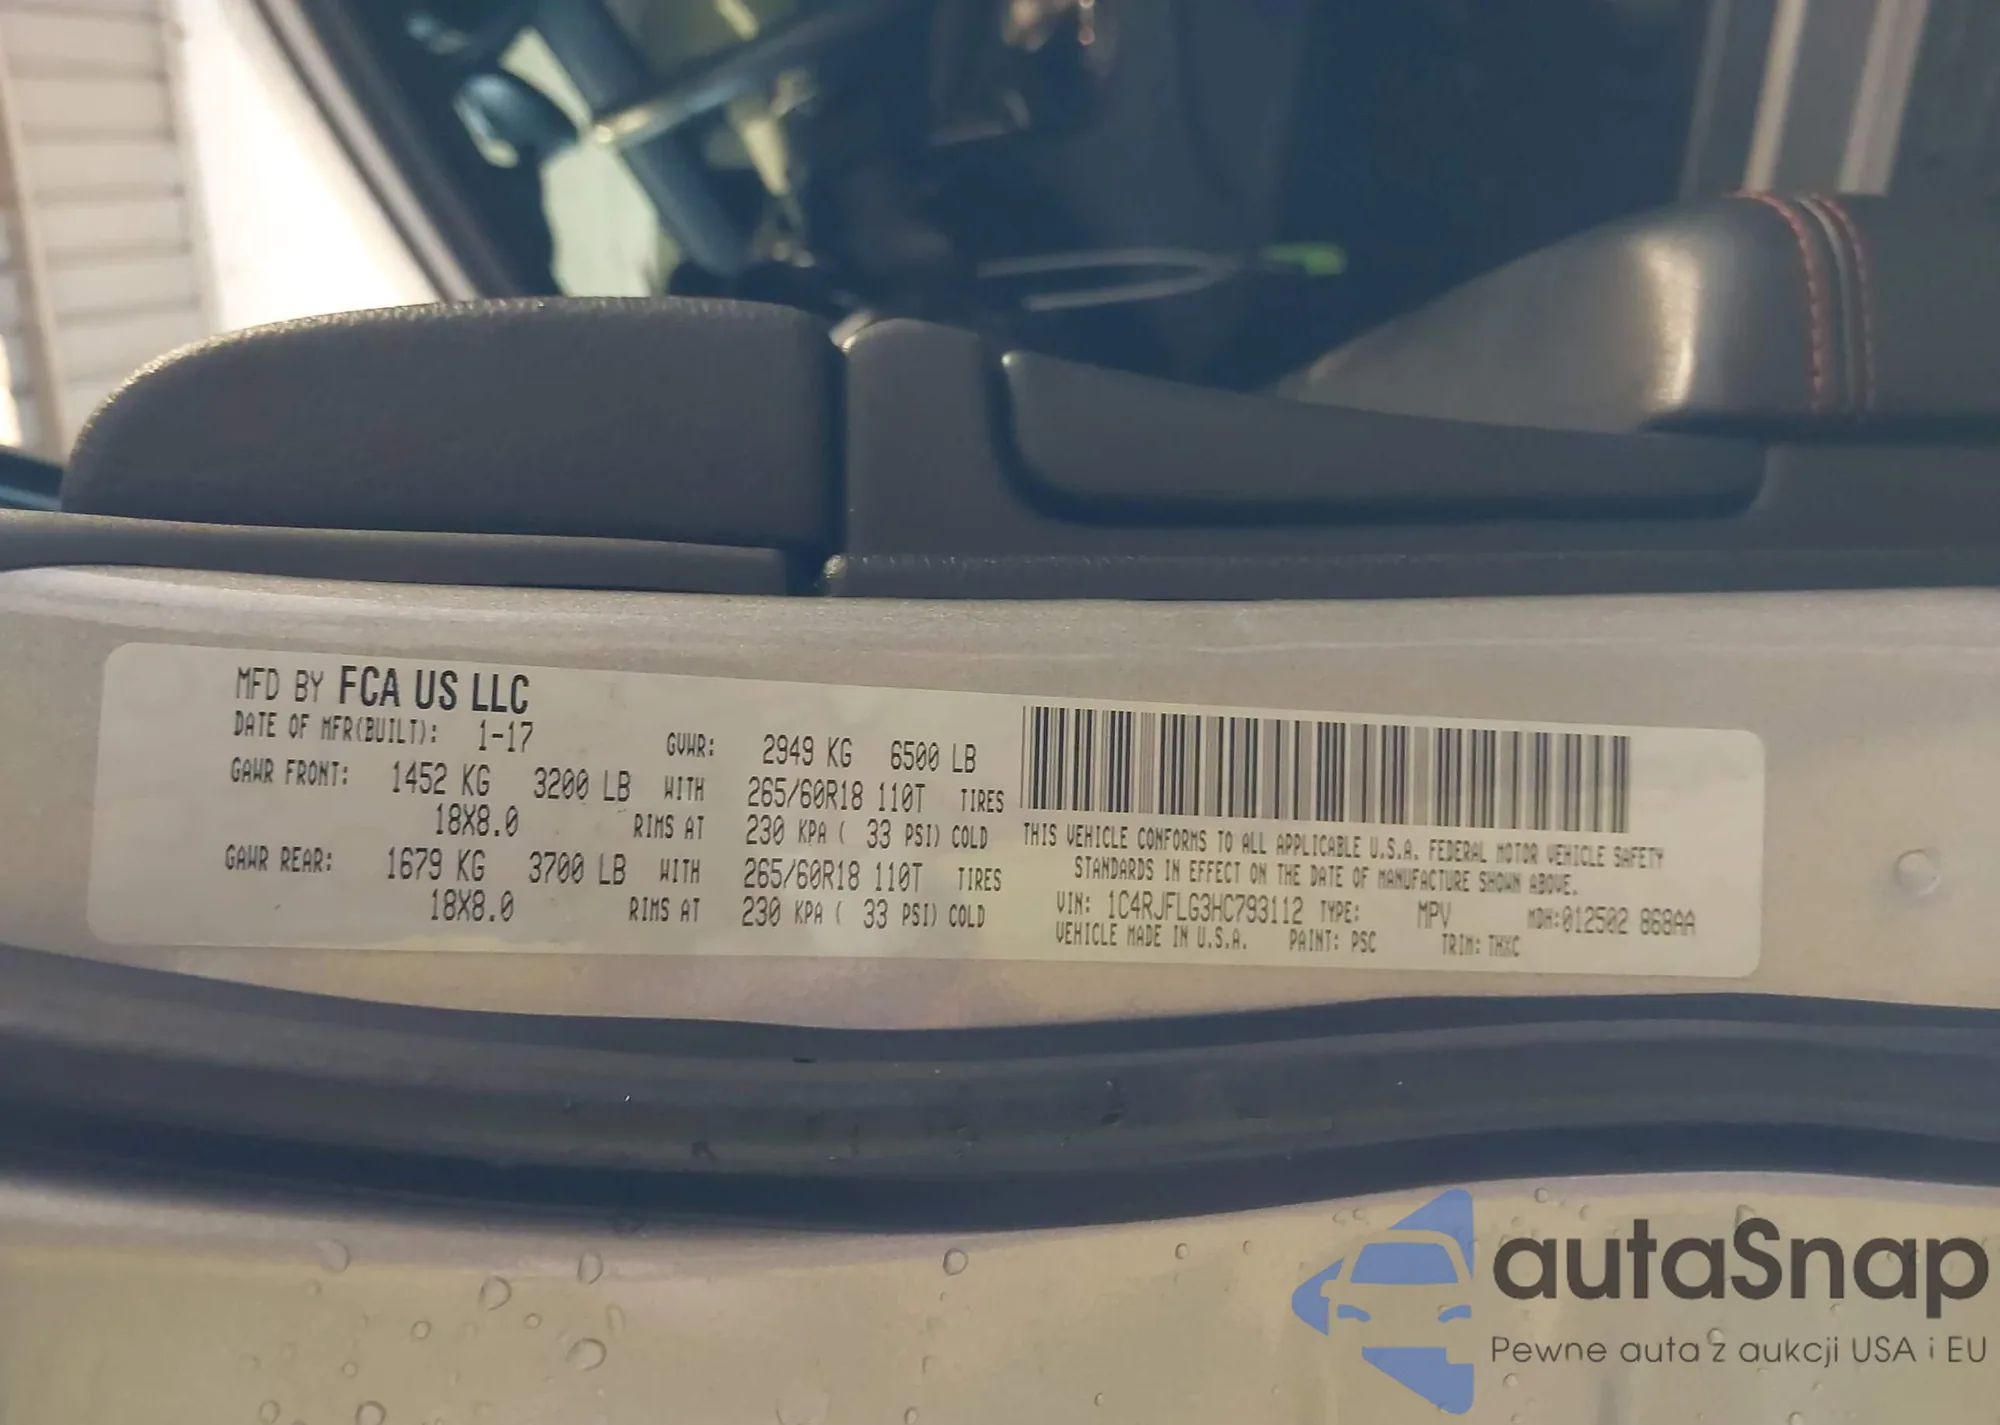 MFD BY FCA US LLC
DATE OF MFR(BUILT): 1-17 GVWR: 2949 KG 6500 LB
GAWR FRONT: 1452 KG 3200 LB WITH 265/60R18 110T TIRES
18X8.0 RIMS AT 230 KPA ( 33 PSI) COLD
GAWR REAR: 1679 KG 3700 LB WITH 265/60R18 110T TIRES
18X8.0 RIMS AT 230 KPA ( 33 PSI) COLD
THIS VEHICLE CONFORMS TO ALL APPLICABLE U.S.A. FEDERAL MOTOR VEHICLE SAFETY
STANDARDS IN EFFECT ON THE DATE OF MANUFACTURE SHOWN ABOVE.
VIN: 1C4RJFLG3HC793112 TYPE: MPV MDH:012502 868AA
VEHICLE MADE IN U.S.A. PAINT: PSC TRIM: THXC
autaSnap
Pewne auta z aukcji USA i EU